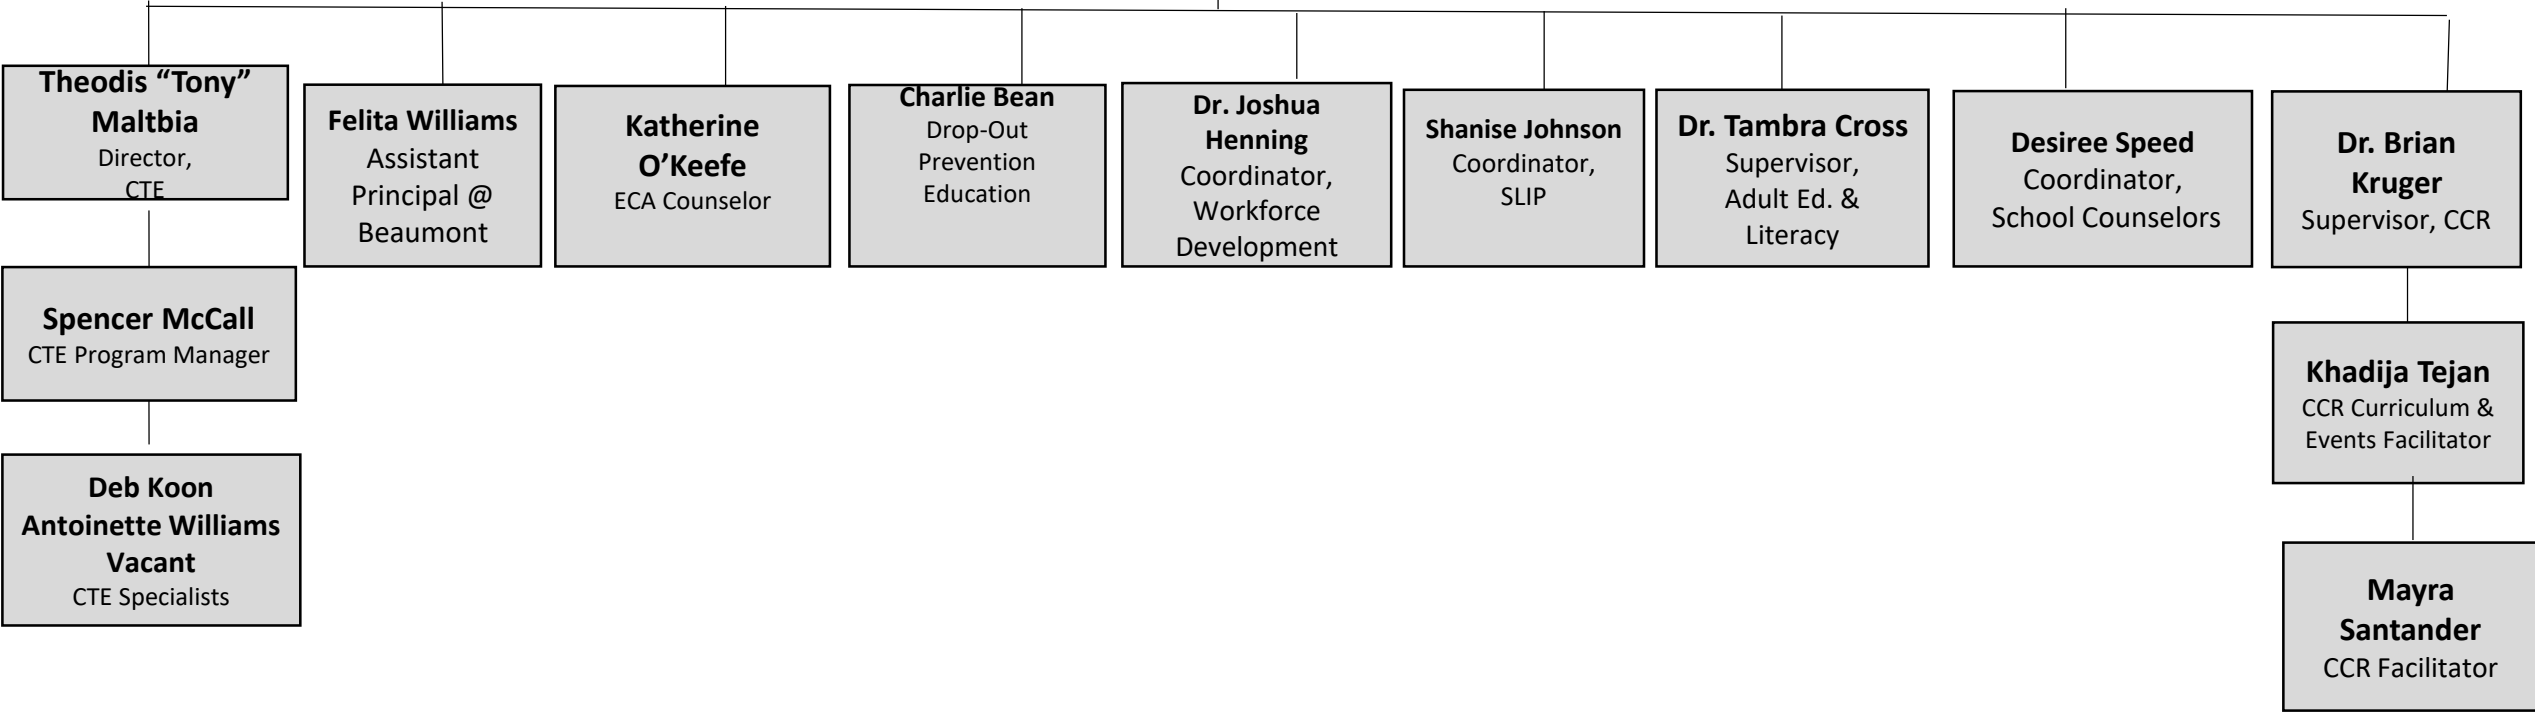 Theodis “Tony”
Maltbia
Director,
CTE
Felita Williams
Assistant
Principal @
Beaumont
Katherine
O’Keefe
ECA Counselor
Charlie Bean
Drop-Out
Prevention
Education
Dr. Joshua
Henning
Coordinator,
Workforce
Development
Shanise Johnson
Coordinator,
SLIP
Dr. Tambra Cross
Supervisor,
Adult Ed. &
Literacy
Desiree Speed
Coordinator,
School Counselors
Dr. Brian
Kruger
Supervisor, CCR
Spencer McCall
CTE Program Manager
Khadija Tejan
CCR Curriculum &
Events Facilitator
Deb Koon
Antoinette Williams
Vacant
CTE Specialists
Mayra
Santander
CCR Facilitator